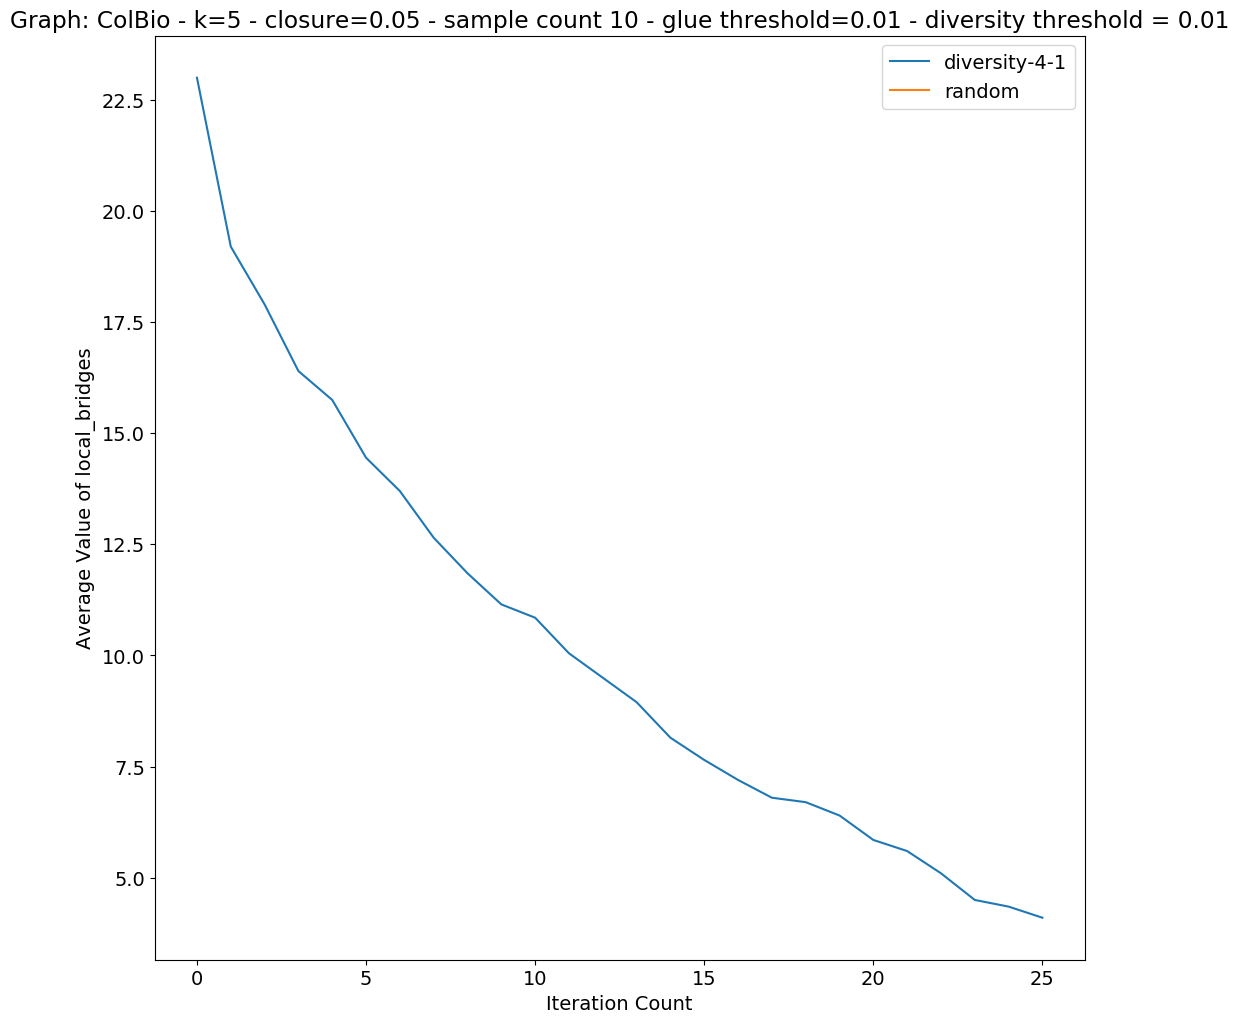 Graph: ColBio - k=5 - closure=0.05 - sample count 10 - glue threshold=0.01 - diversity threshold = 0.01
diversity-4-1
random
22.5
20.0
17.5
15.0
12.5
10.0
7.5
5.0
Average Value of local_bridges
0
5
10
15
20
25
Iteration Count